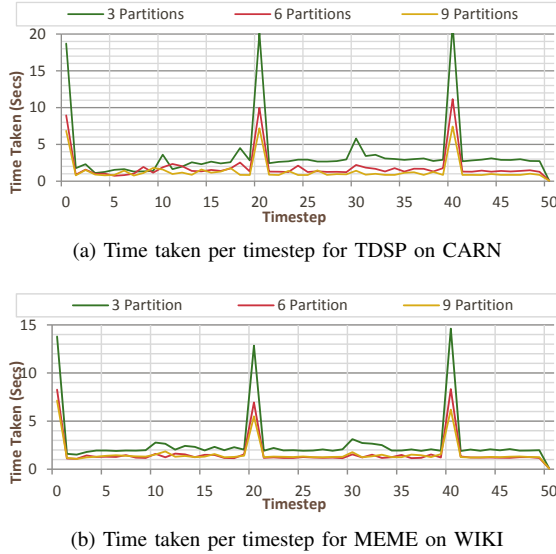 3 Partitions 6 Partitions 9 Partitions
20
15
10
5
0
Time Taken (Secs)
0 5 10 15 20 25 30 35 40 45 50
Timestep
(a) Time taken per timestep for TDSP on CARN
3 Partition 6 Partition 9 Partition
15
10
5
0
Time Taken (Secs)
0 5 10 15 20 25 30 35 40 45 50
Timestep
(b) Time taken per timestep for MEME on WIKI